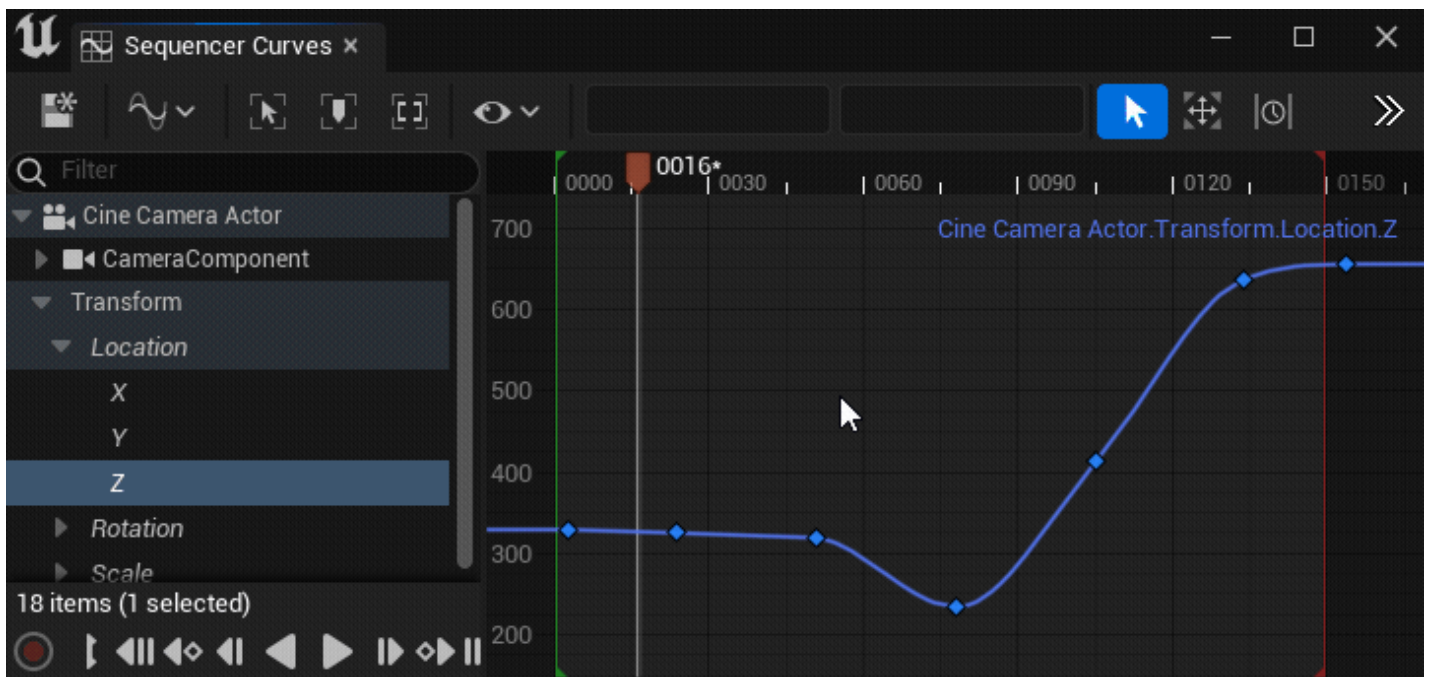 Sequencer Curves
Filter
0016*
0000 0030 0060 0090 0120 0150
Cine Camera Actor
700
Cine Camera Actor.Transform.Location.Z
CameraComponent
Transform
600
Location
X
500
Y
Z
400
Rotation
300
Scale
18 items (1 selected)
200